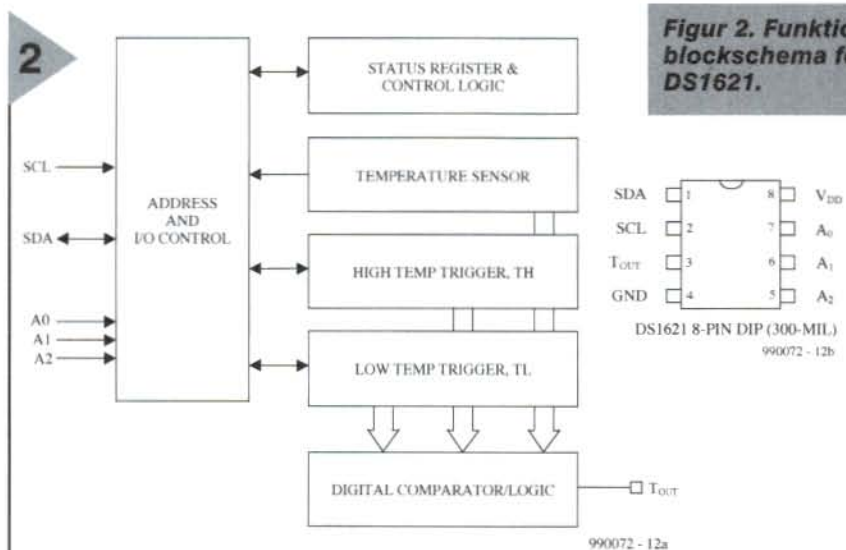 2
Figur 2. Funktio
blockschema fö
DS1621.
STATUS REGISTER &
CONTROL LOGIC
SCL
TEMPERATURE SENSOR
ADDRESS
AND
I/O CONTROL
SDA
HIGH TEMP TRIGGER, TH
A0
A1
A2
LOW TEMP TRIGGER, TL
DIGITAL COMPARATOR/LOGIC
TOUT
990072 - 12a
SDA 1 8 VDD
SCL 2 7 A0
TOUT 3 6 A1
GND 4 5 A2
DS1621 8-PIN DIP (300-MIL)
990072 - 12b